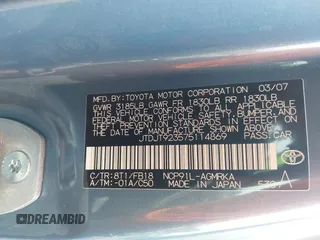 MFD. BY: TOYOTA MOTOR CORPORATION 03/07
GVWR 3185LB GAWR FR 1830LB RR 1830LB
THIS VEHICLE CONFORMS TO ALL APPLICABLE
FEDERAL MOTOR VEHICLE SAFETY, BUMPER, AND
THEFT PREVENTION STANDARDS IN EFFECT ON
THE DATE OF MANUFACTURE SHOWN ABOVE.
JTDJT923575114869 PASS. CAR
C/TR: 8T1/FB18 NCP91L-AGMRKA
A/TM: -01A/C50 MADE IN JAPAN
A
DREAMBID